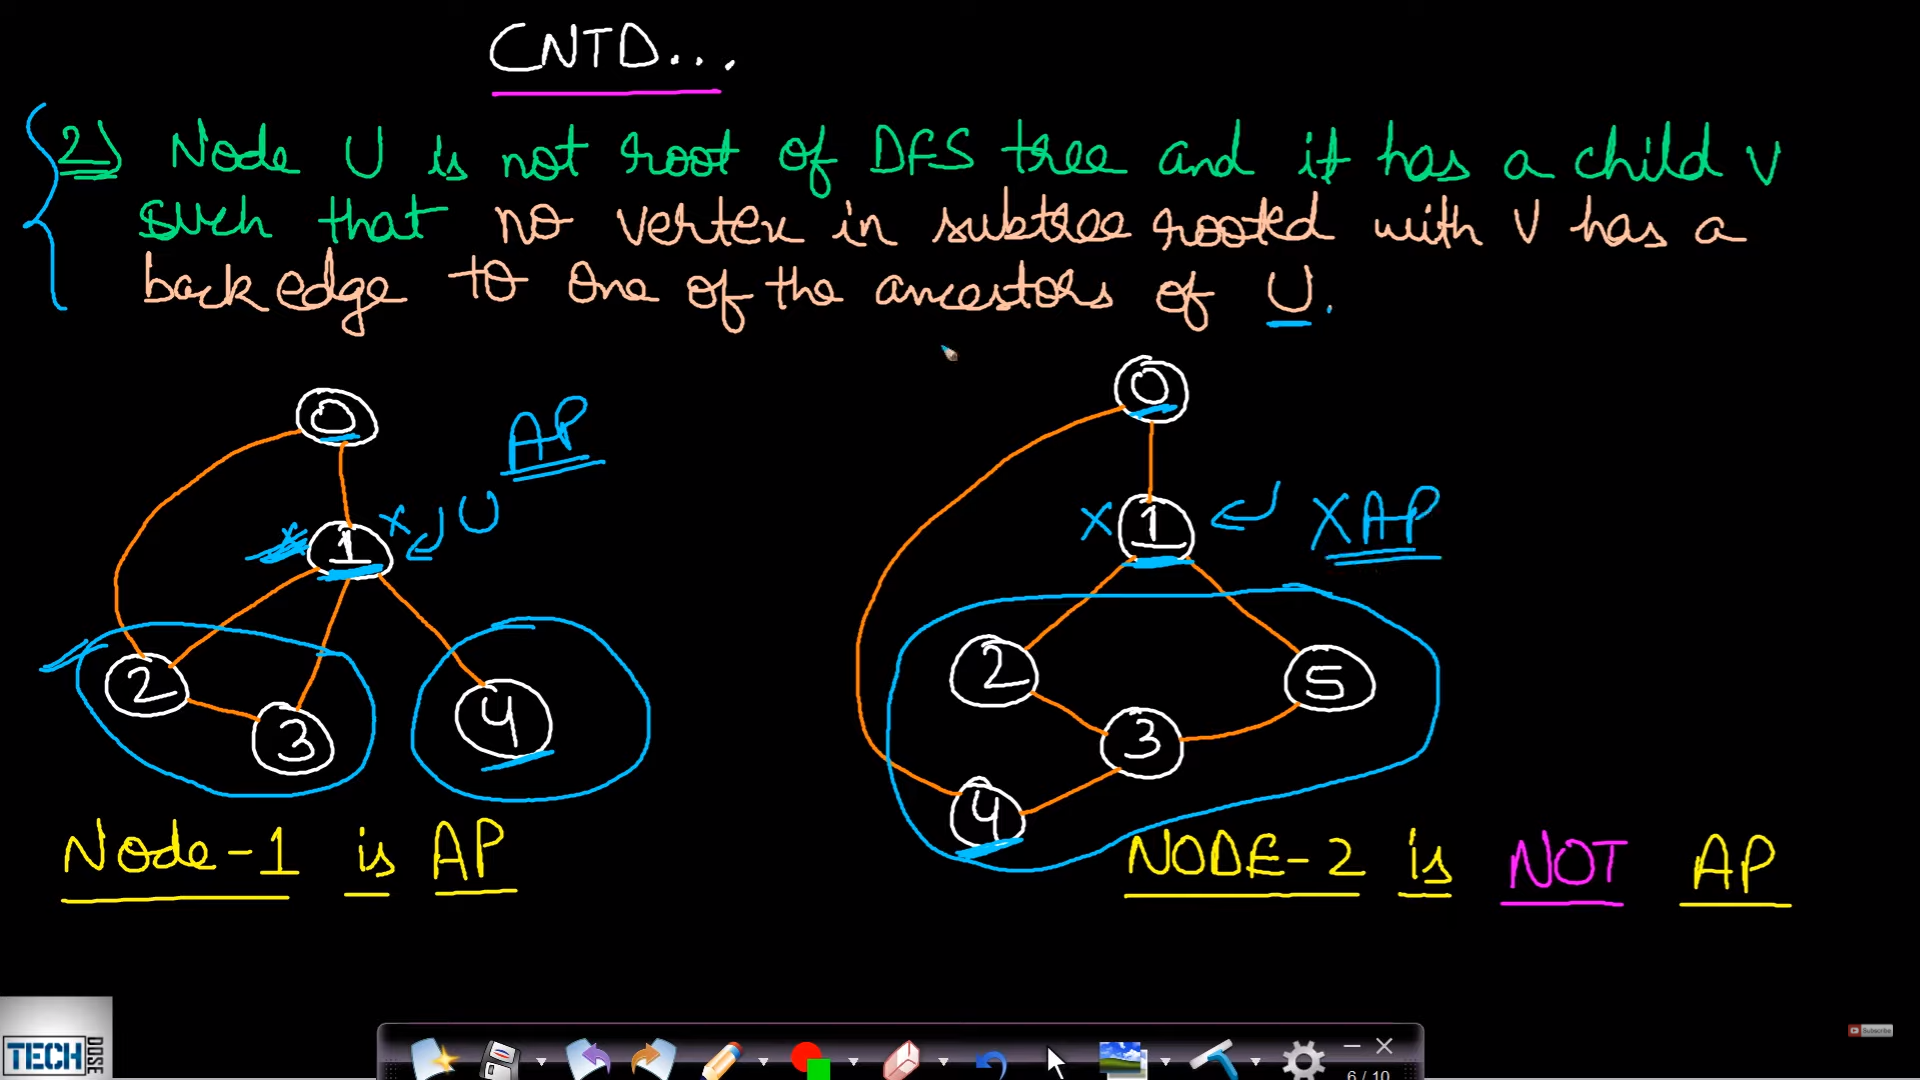 CNTD...
2) Node U is not root of DFS tree and it has a child v
such that no vertex in subtree rooted with v has a
back edge to one of the ancestors of U.
0
AP
1
U
2
3
4
Node-1 is AP
0
1
XAP
2
5
3
4
NODE-2 is NOT AP
TECH DOSE
Subscribe
6 / 10